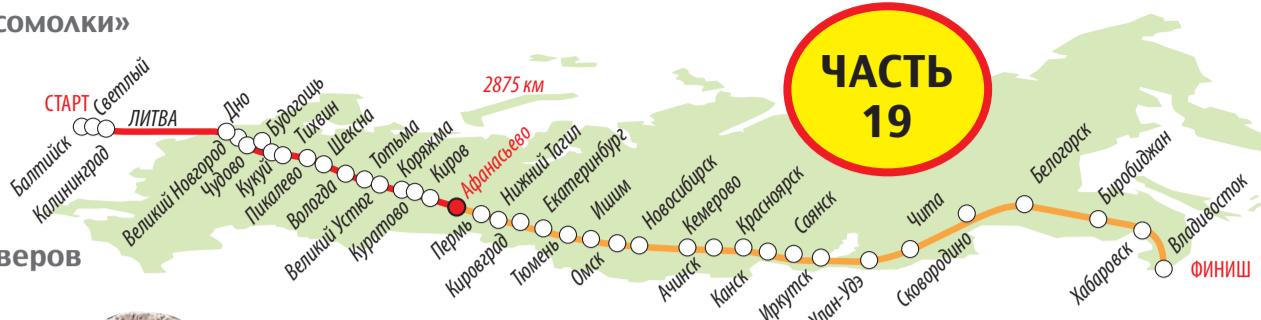 сомолки»
ЧАСТЬ
19
2875 км
СТАРТ
Светлый
ЛИТВА
Балтийск
Калининград
Дно
Великий Новгород
Чудово
Будогощь
Кукуй
Тихвин
Пикалево
Шексна
Вологда
Тотьма
Великий Устюг
Коряжма
Куратово
Киров
Афанасьево
Пермь
Нижний Тагил
Кировград
Екатеринбург
Тюмень
Ишим
Омск
Новосибирск
Кемерово
Ачинск
Красноярск
Канск
Саянск
Иркутск
Улан-Удэ
Чита
Сковородино
Белогорск
Биробиджан
Хабаровск
Владивосток
ФИНИШ
веров